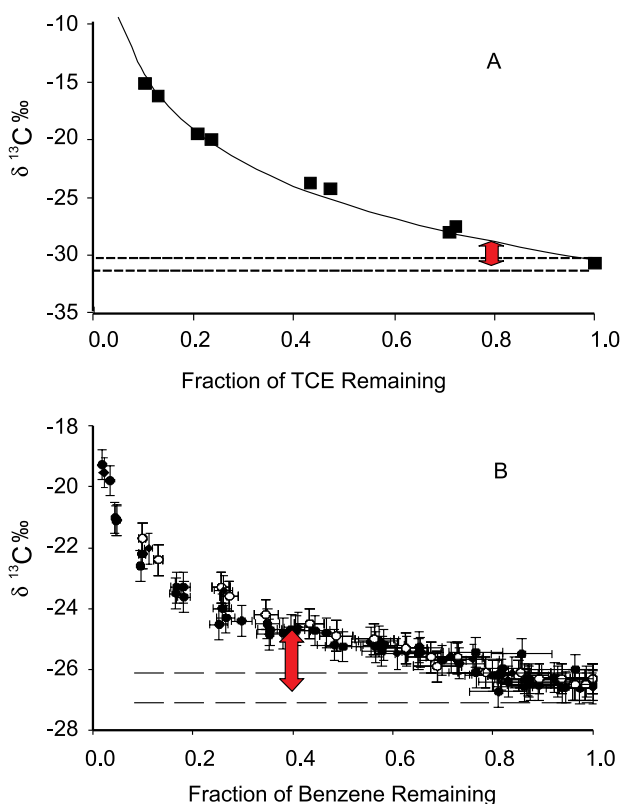 -10
-15
-20
-25
-30
-35
δ ¹³C ‰
A
0.0 0.2 0.4 0.6 0.8 1.0
Fraction of TCE Remaining
-18
-20
-22
-24
-26
-28
δ ¹³C ‰
B
0.0 0.2 0.4 0.6 0.8 1.0
Fraction of Benzene Remaining